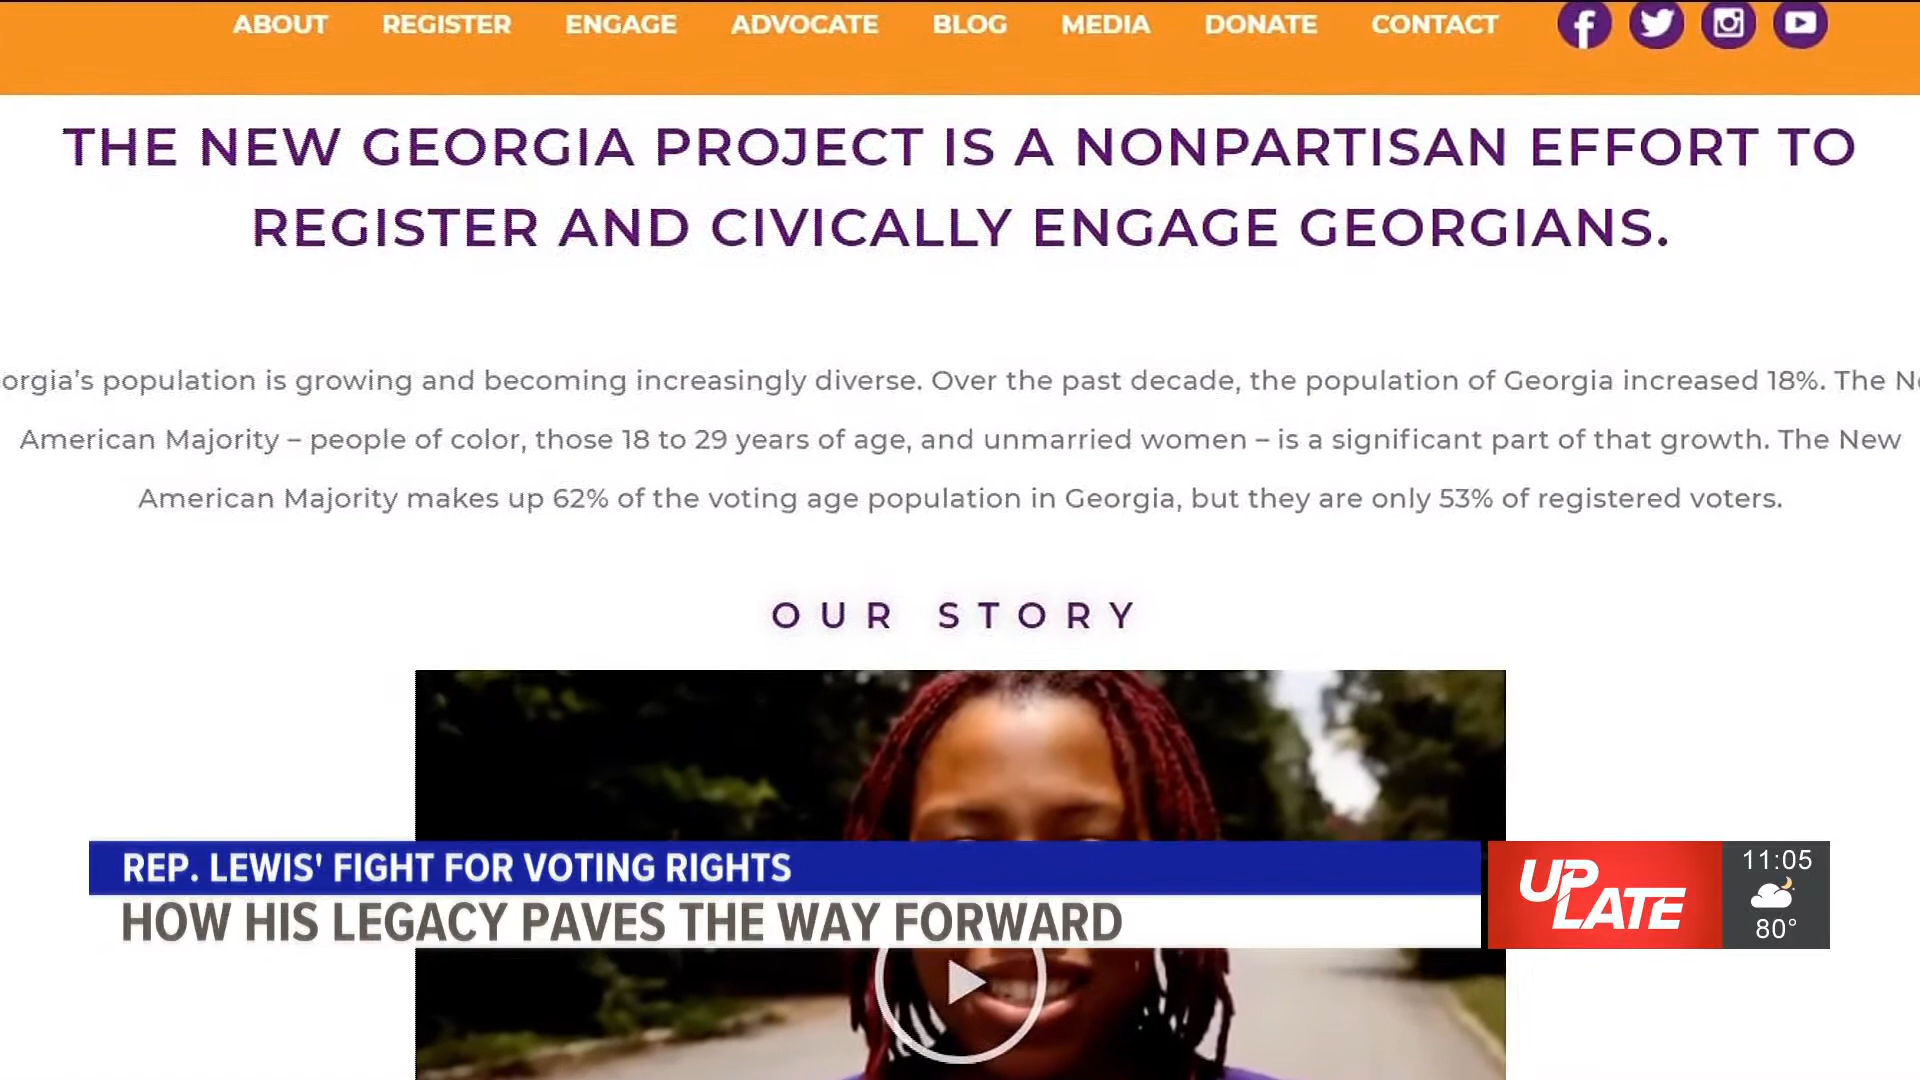 ABOUT REGISTER ENGAGE ADVOCATE BLOG MEDIA DONATE CONTACT
THE NEW GEORGIA PROJECT IS A NONPARTISAN EFFORT TO
REGISTER AND CIVICALLY ENGAGE GEORGIANS.
orgia's population is growing and becoming increasingly diverse. Over the past decade, the population of Georgia increased 18%. The
American Majority – people of color, those 18 to 29 years of age, and unmarried women – is a significant part of that growth. The New
American Majority makes up 62% of the voting age population in Georgia, but they are only 53% of registered voters.
OUR STORY
REP. LEWIS' FIGHT FOR VOTING RIGHTS
HOW HIS LEGACY PAVES THE WAY FORWARD
UP LATE
11:05
80°